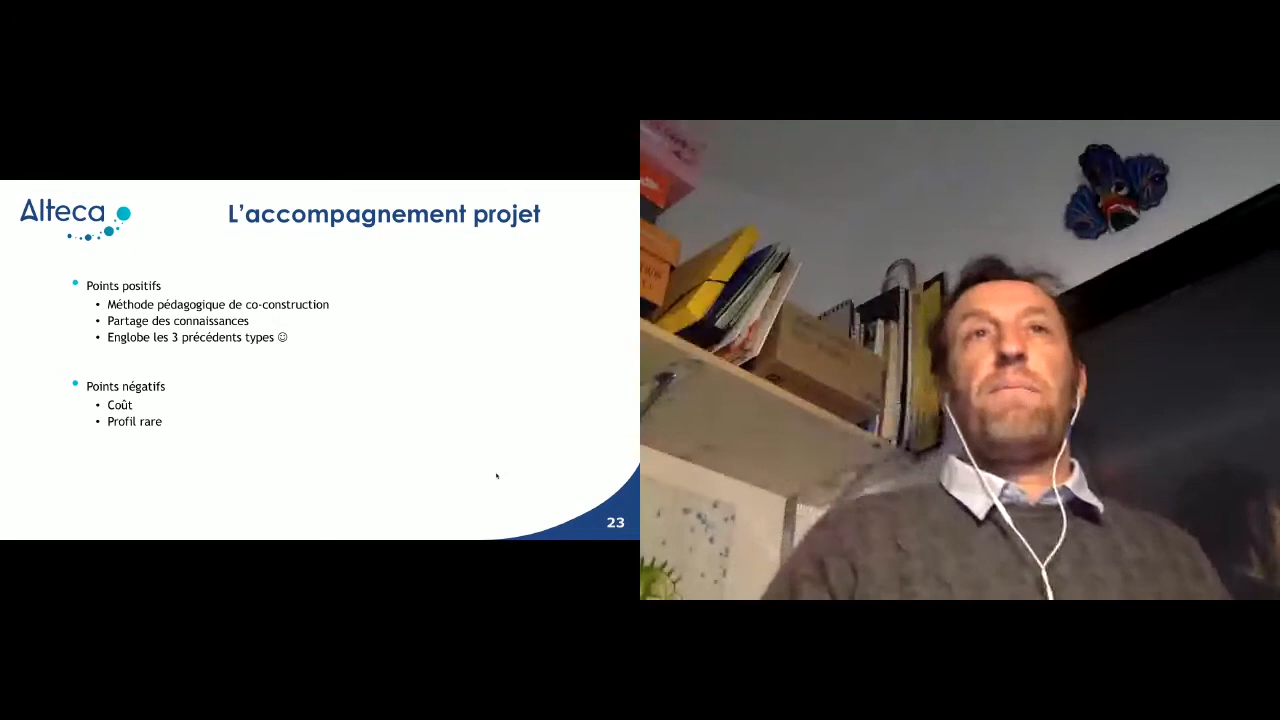 Alteca
L'accompagnement projet
• Points positifs
• Méthode pédagogique de co-construction
• Partage des connaissances
• Englobe les 3 précédents types ☺
• Points négatifs
• Coût
• Profil rare
23